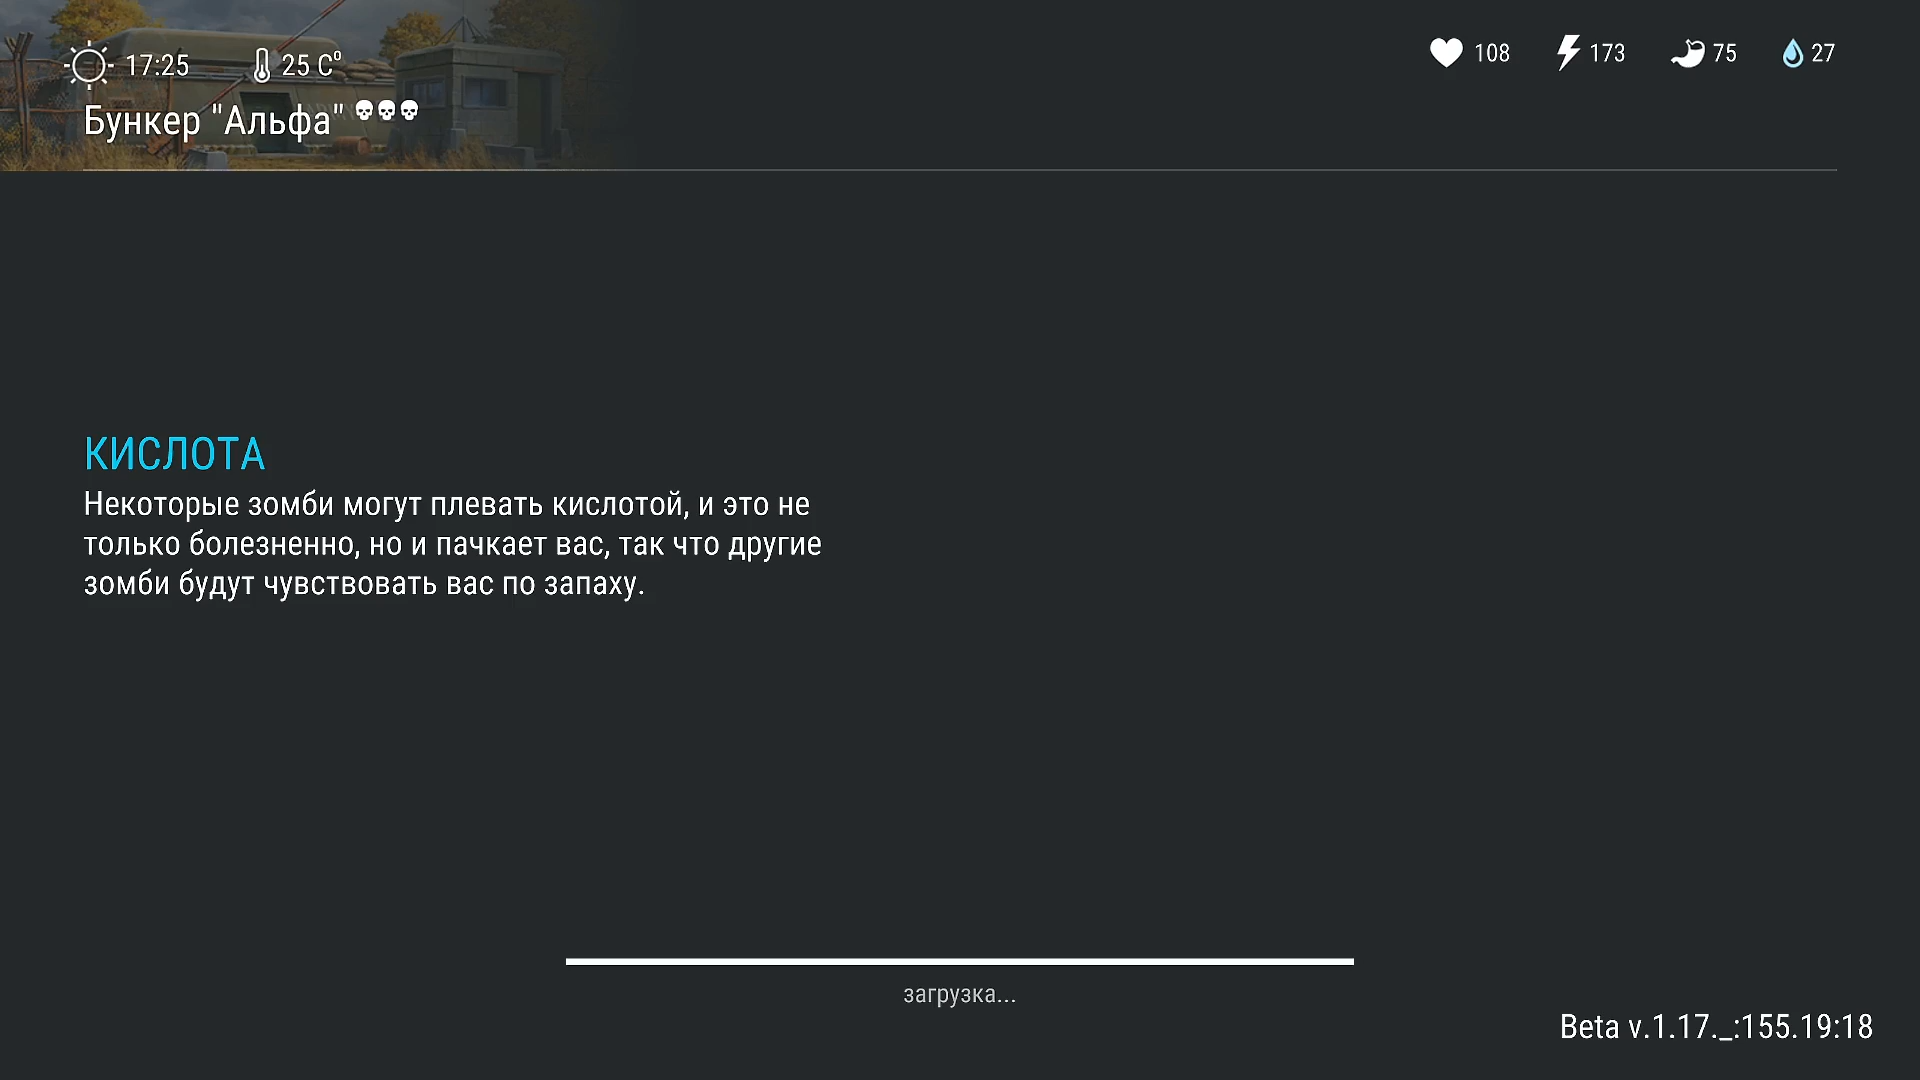 17:25
25 C⁰
108
173
75
27
Бункер "Альфа"
КИСЛОТА
Некоторые зомби могут плевать кислотой, и это не
только болезненно, но и пачкает вас, так что другие
зомби будут чувствовать вас по запаху.
загрузка...
Beta v.1.17._:155.19:18